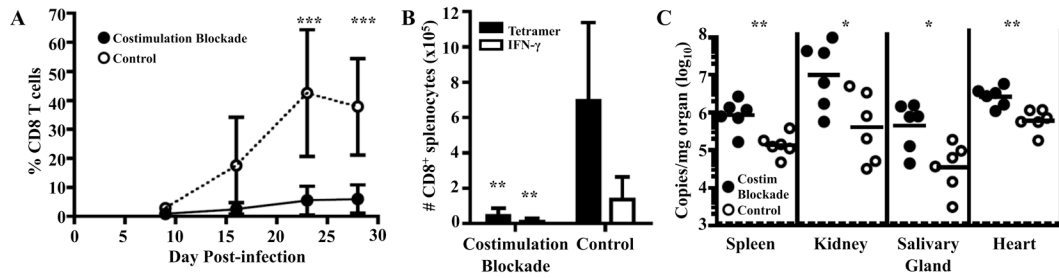 A
% CD8 T cells
70
60
50
40
30
20
10
0
0 5 10 15 20 25 30
Day Post-infection
Costimulation Blockade
Control
*** ***
B
# CD8+ splenocytes (x10⁵)
12
10
8
6
4
2
0
Tetramer
IFN-γ
** **
Costimulation Blockade
Control
C
Copies/mg organ (log₁₀)
8
7
6
5
4
3
** * * **
Costim Blockade
Control
Spleen Kidney Salivary Gland Heart